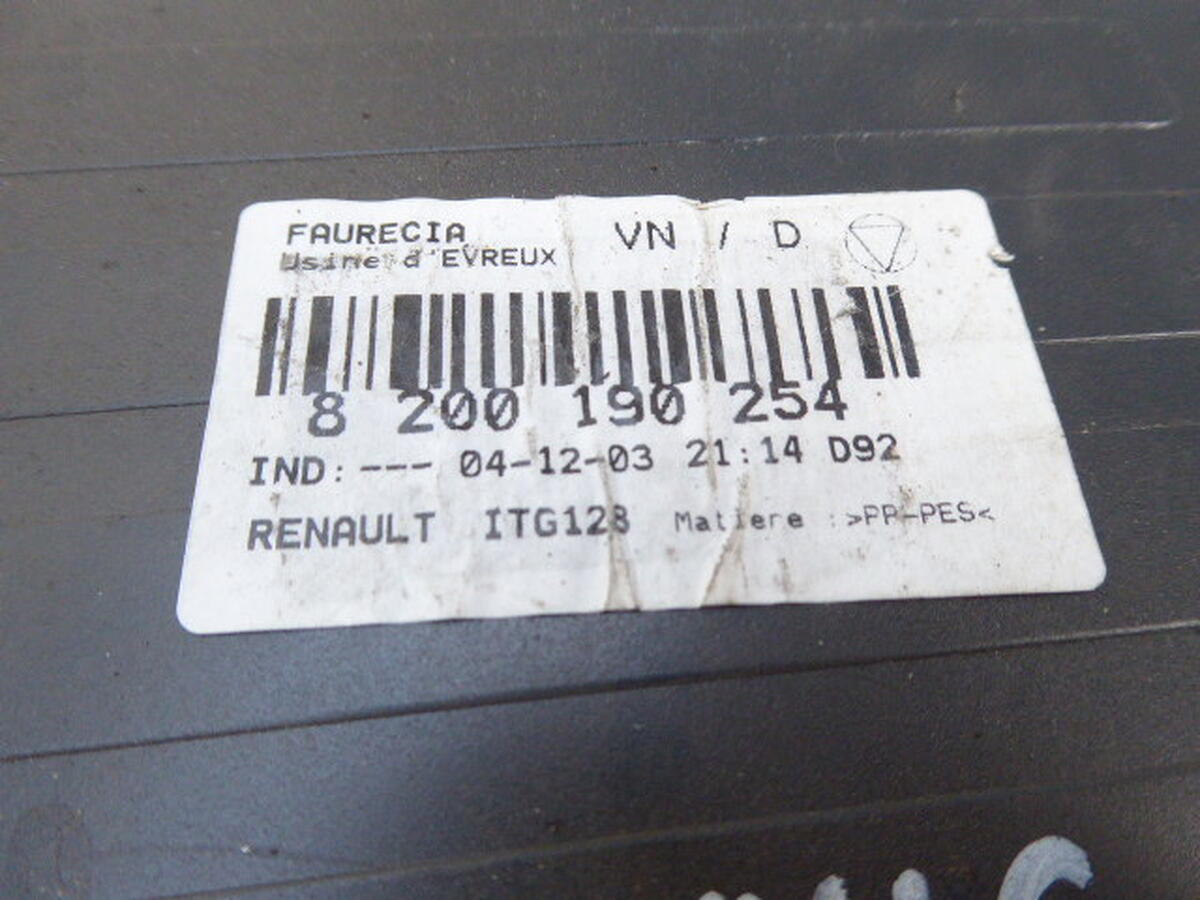 FAURECIA VN / D
Usine d'EVREUX
8 200 190 254
IND: --- 04-12-03 21:14 D92
RENAULT ITG128 Matiere :>PP-PES<